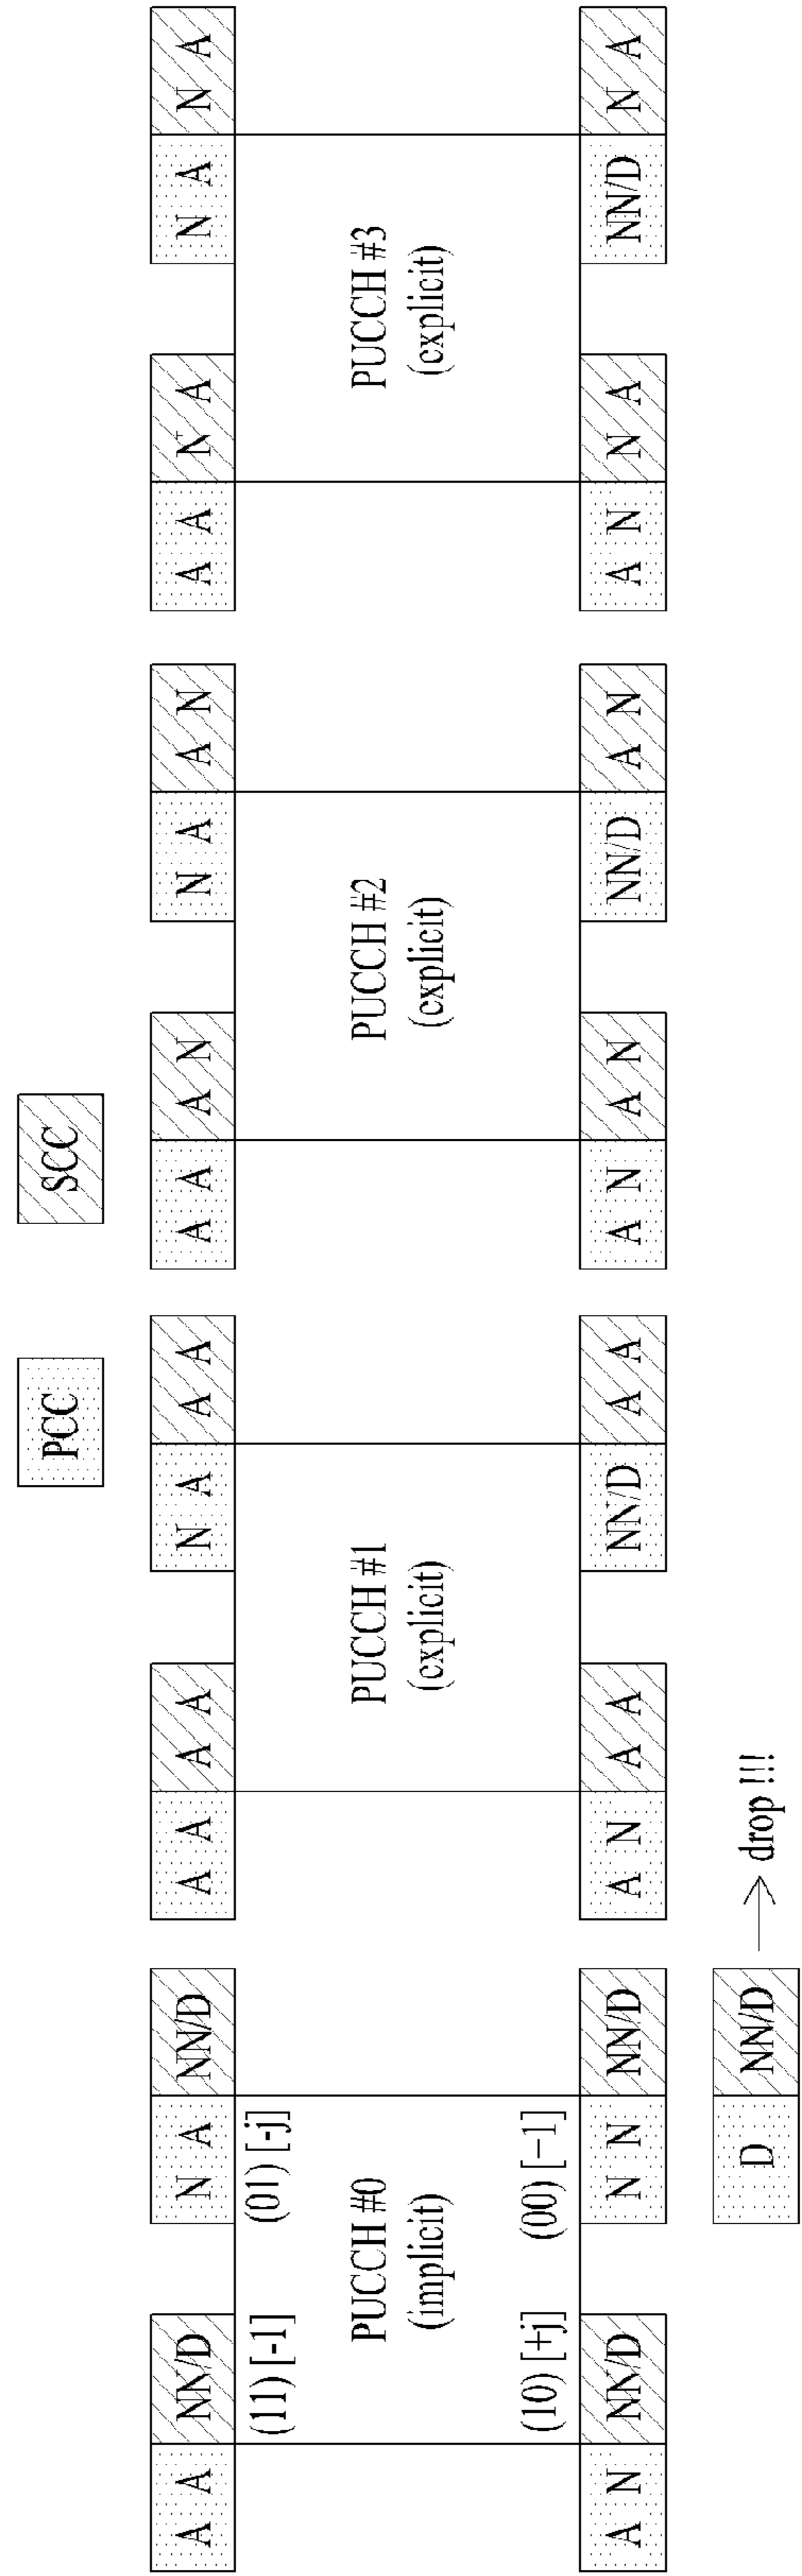 PCC SCC
A A NN/D N A NN/D A A A A N A A A A A A N N A A N A A N A N A N A
(11) [-1] (01) [-j]
PUCCH #0 PUCCH #1 PUCCH #2 PUCCH #3
(implicit) (explicit) (explicit) (explicit)
(10) [+j] (00) [−1]
A N NN/D N N NN/D A N A A NN/D A A A N A N NN/D A N A N N A NN/D N A
D NN/D → drop !!!